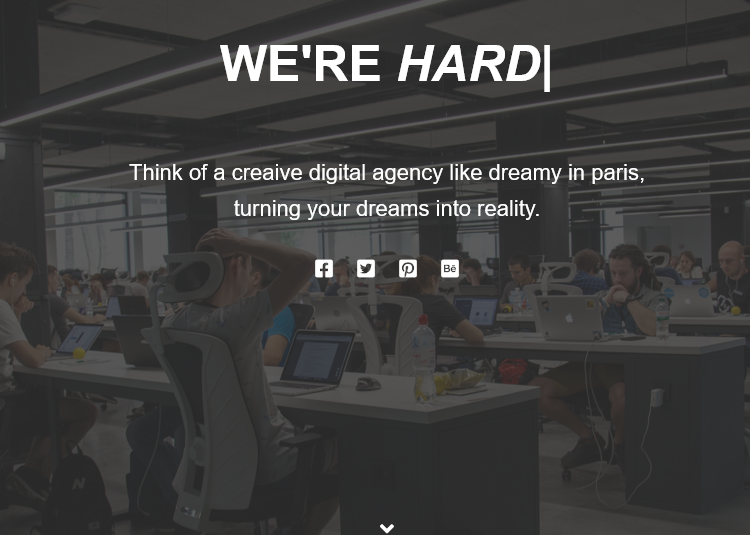 WE'RE HARD|
Think of a creaive digital agency like dreamy in paris,
turning your dreams into reality.
Bē